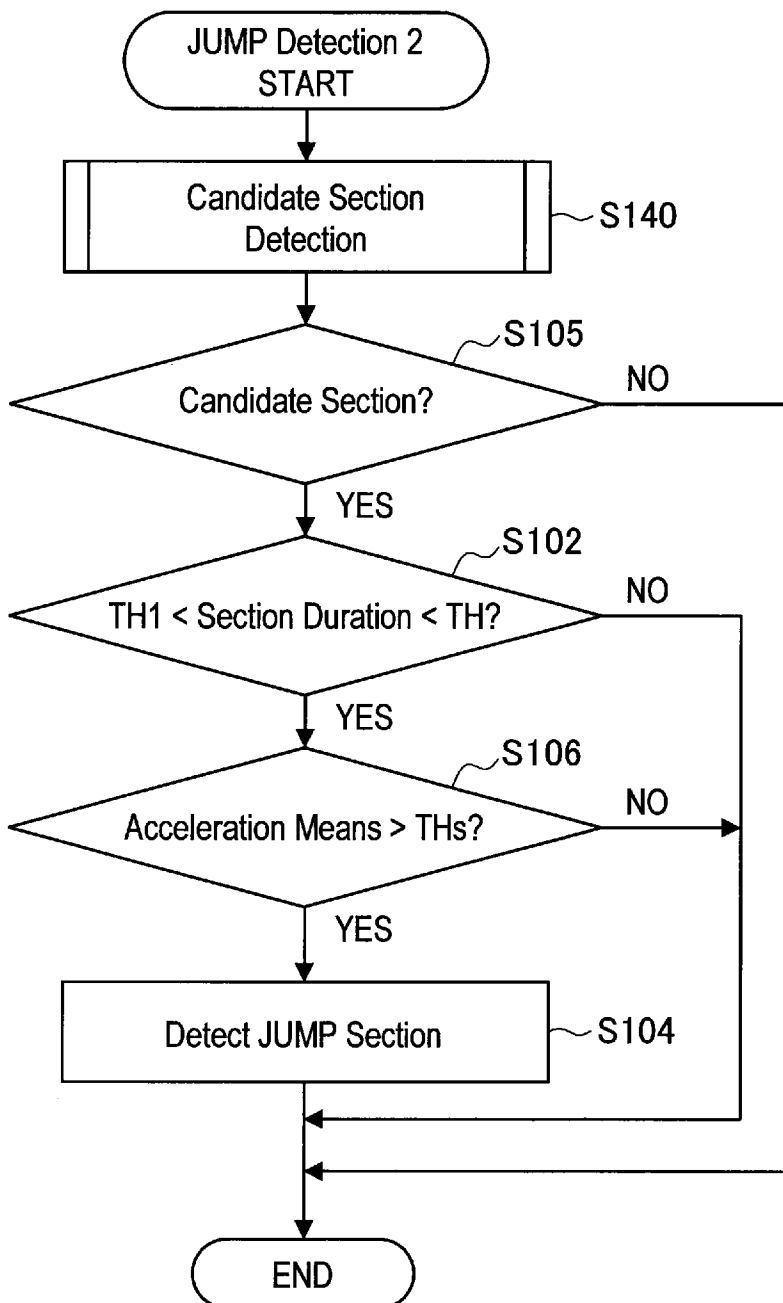 JUMP Detection 2
START
Candidate Section
Detection
S140
S105
Candidate Section?
NO
YES
S102
TH1 < Section Duration < TH?
NO
YES
S106
Acceleration Means > THs?
NO
YES
Detect JUMP Section
S104
END